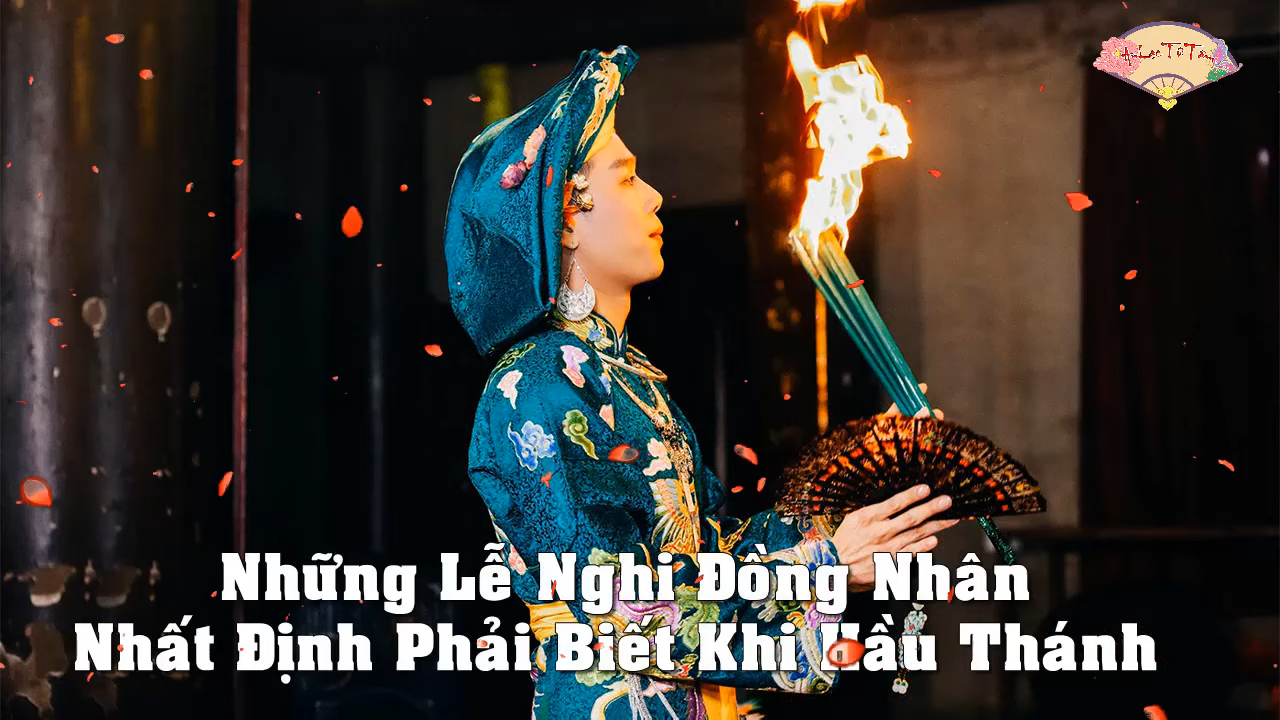 Những Lễ Nghi Đồng Nhân
Nhất Định Phải Biết Khi Hầu Thánh